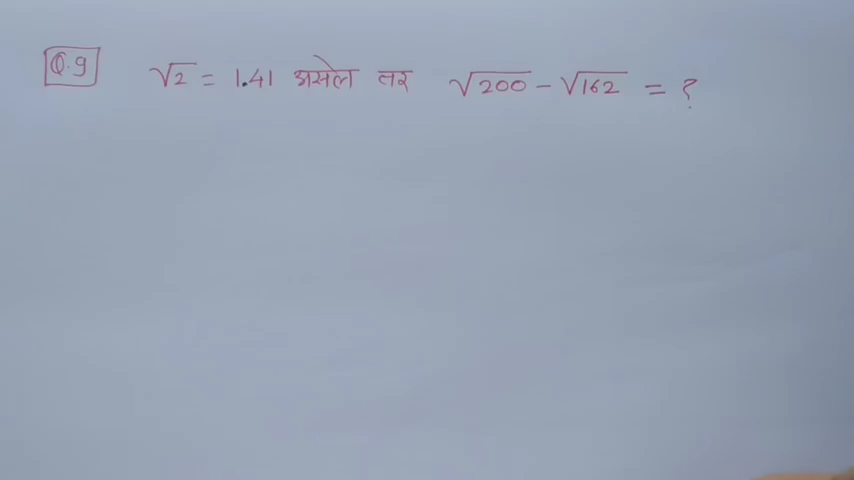 Q.9 √2 = 1.41 असेल तर √200 - √162 = ?